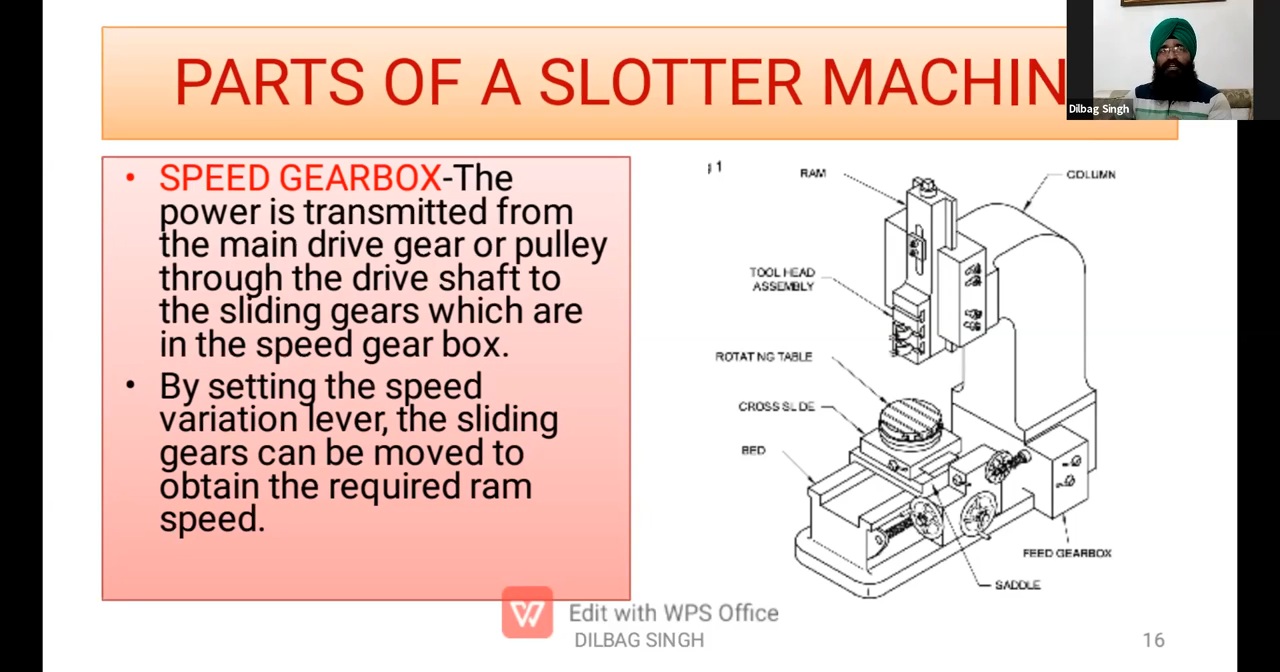 PARTS OF A SLOTTER MACHIN
Dilbag Singh
• SPEED GEARBOX-The
power is transmitted from
the main drive gear or pulley
through the drive shaft to
the sliding gears which are
in the speed gear box.
• By setting the speed
variation lever, the sliding
gears can be moved to
obtain the required ram
speed.
1
RAM
COLUMN
TOOL HEAD
ASSEMBLY
ROTATING TABLE
CROSS SLIDE
BED
FEED GEARBOX
SADDLE
Edit with WPS Office
DILBAG SINGH
16